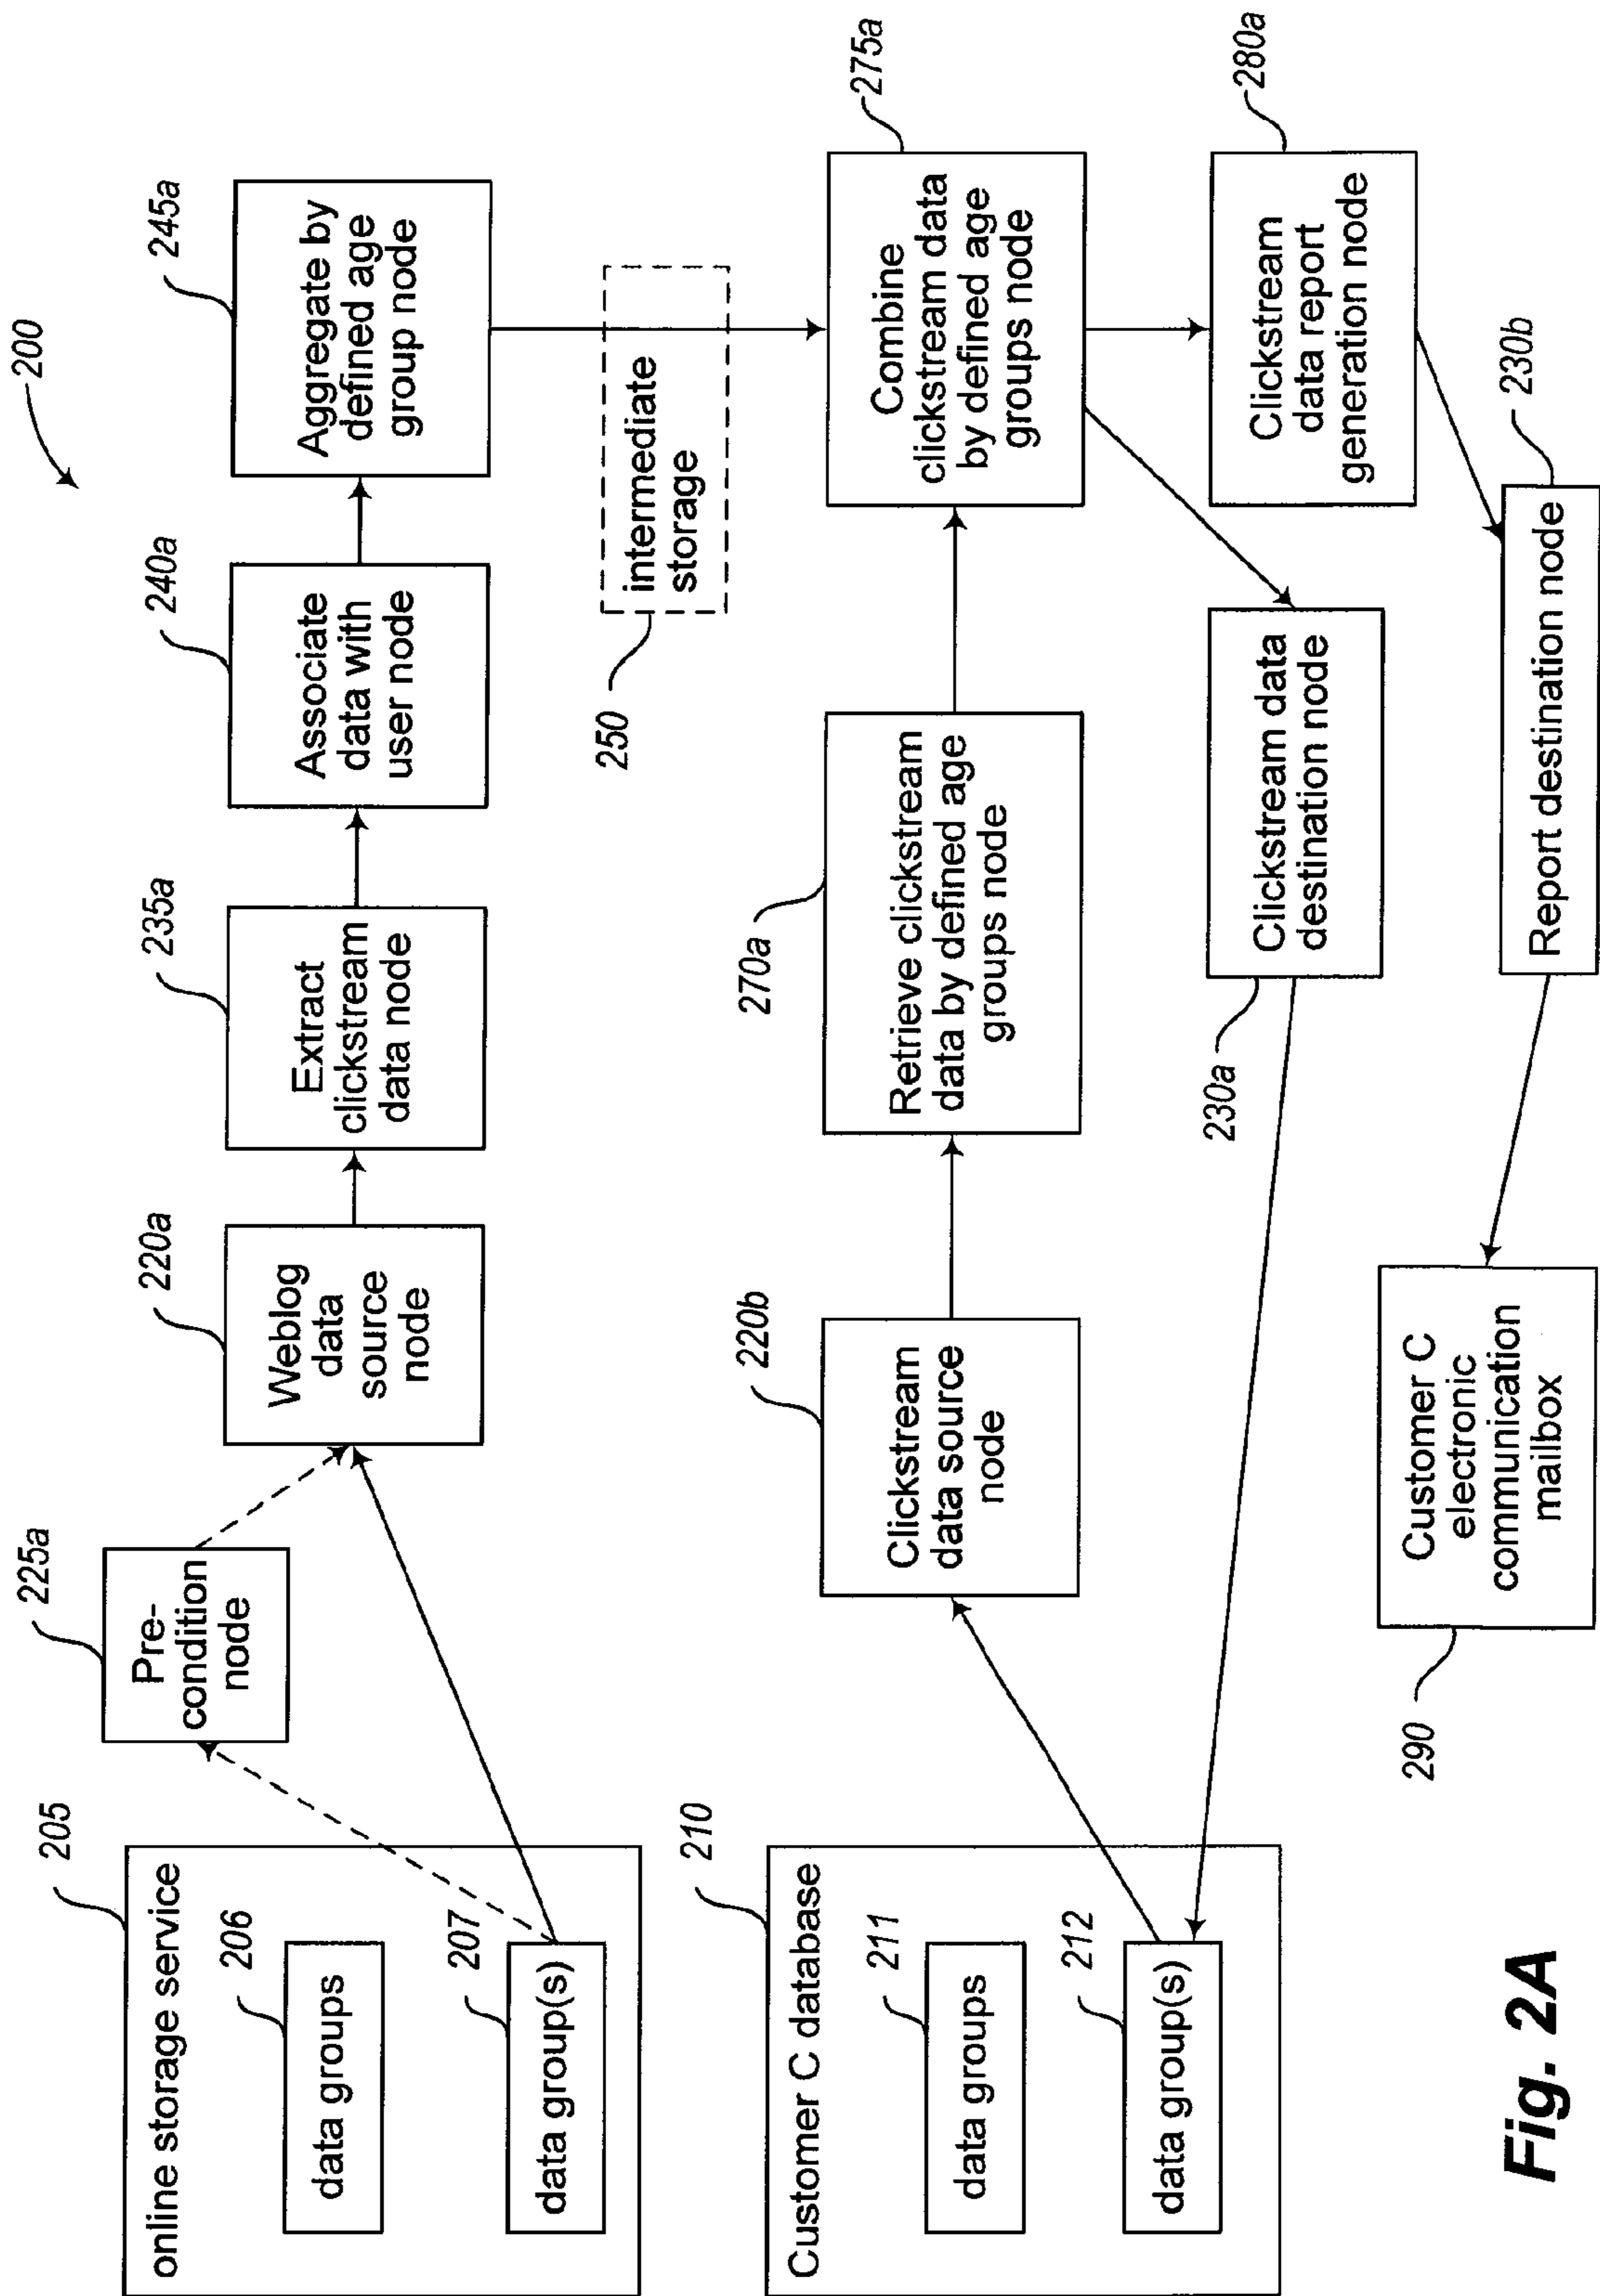 200
205
online storage service
206
data groups
207
data group(s)
225a
Pre-
condition
node
220a
Weblog
data
source
node
235a
Extract
clickstream
data node
240a
Associate
data with
user node
245a
Aggregate by
defined age
group node
intermediate
storage
250
210
Customer C database
211
data groups
212
data group(s)
220b
Clickstream
data source
node
270a
Retrieve clickstream
data by defined age
groups node
275a
Combine
clickstream data
by defined age
groups node
280a
Clickstream
data report
generation node
230a
Clickstream data
destination node
230b
Report destination node
290
Customer C
electronic
communication
mailbox
Fig. 2A